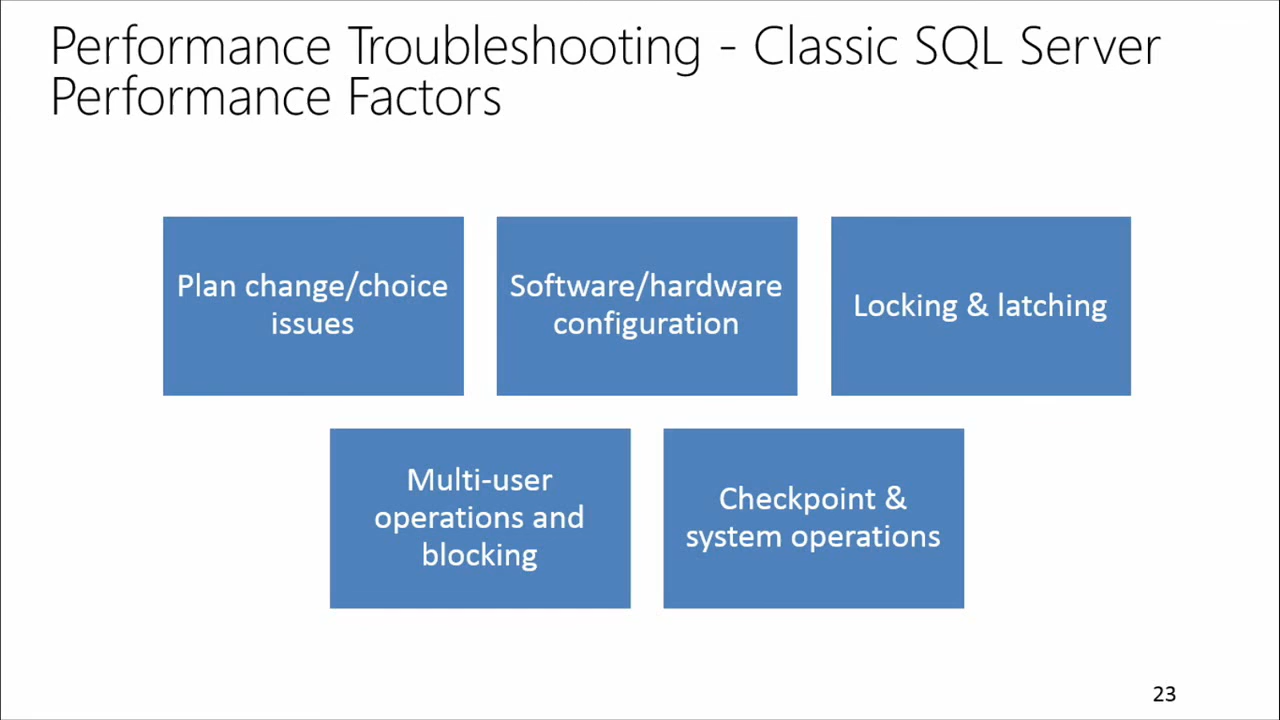 Performance Troubleshooting - Classic SQL Server
Performance Factors
Plan change/choice
issues
Software/hardware
configuration
Locking & latching
Multi-user
operations and
blocking
Checkpoint &
system operations
23